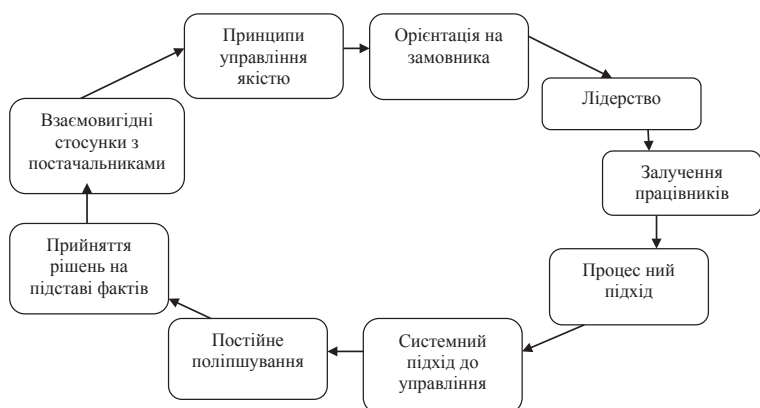 Принципи
управління
якістю
Орієнтація на
замовника
Лідерство
Залучення
працівників
Процес ний
підхід
Системний
підхід до
управління
Постійне
поліпшування
Прийняття
рішень на
підставі фактів
Взаємовигідні
стосунки з
постачальниками